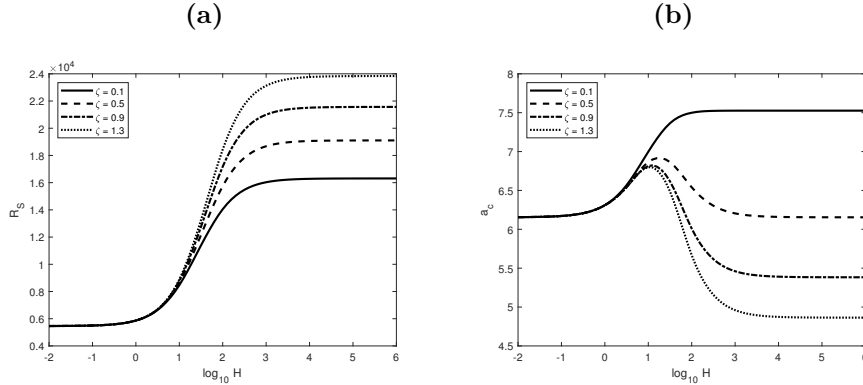 (a)
×10⁴
2.4
2.2
2
1.8
1.6
1.4
1.2
1
0.8
0.6
0.4
R_S
ζ = 0.1
ζ = 0.5
ζ = 0.9
ζ = 1.3
-2 -1 0 1 2 3 4 5 6
log₁₀ H
(b)
8
7.5
7
6.5
6
5.5
5
4.5
a_c
ζ = 0.1
ζ = 0.5
ζ = 0.9
ζ = 1.3
-2 -1 0 1 2 3 4 5 6
log₁₀ H